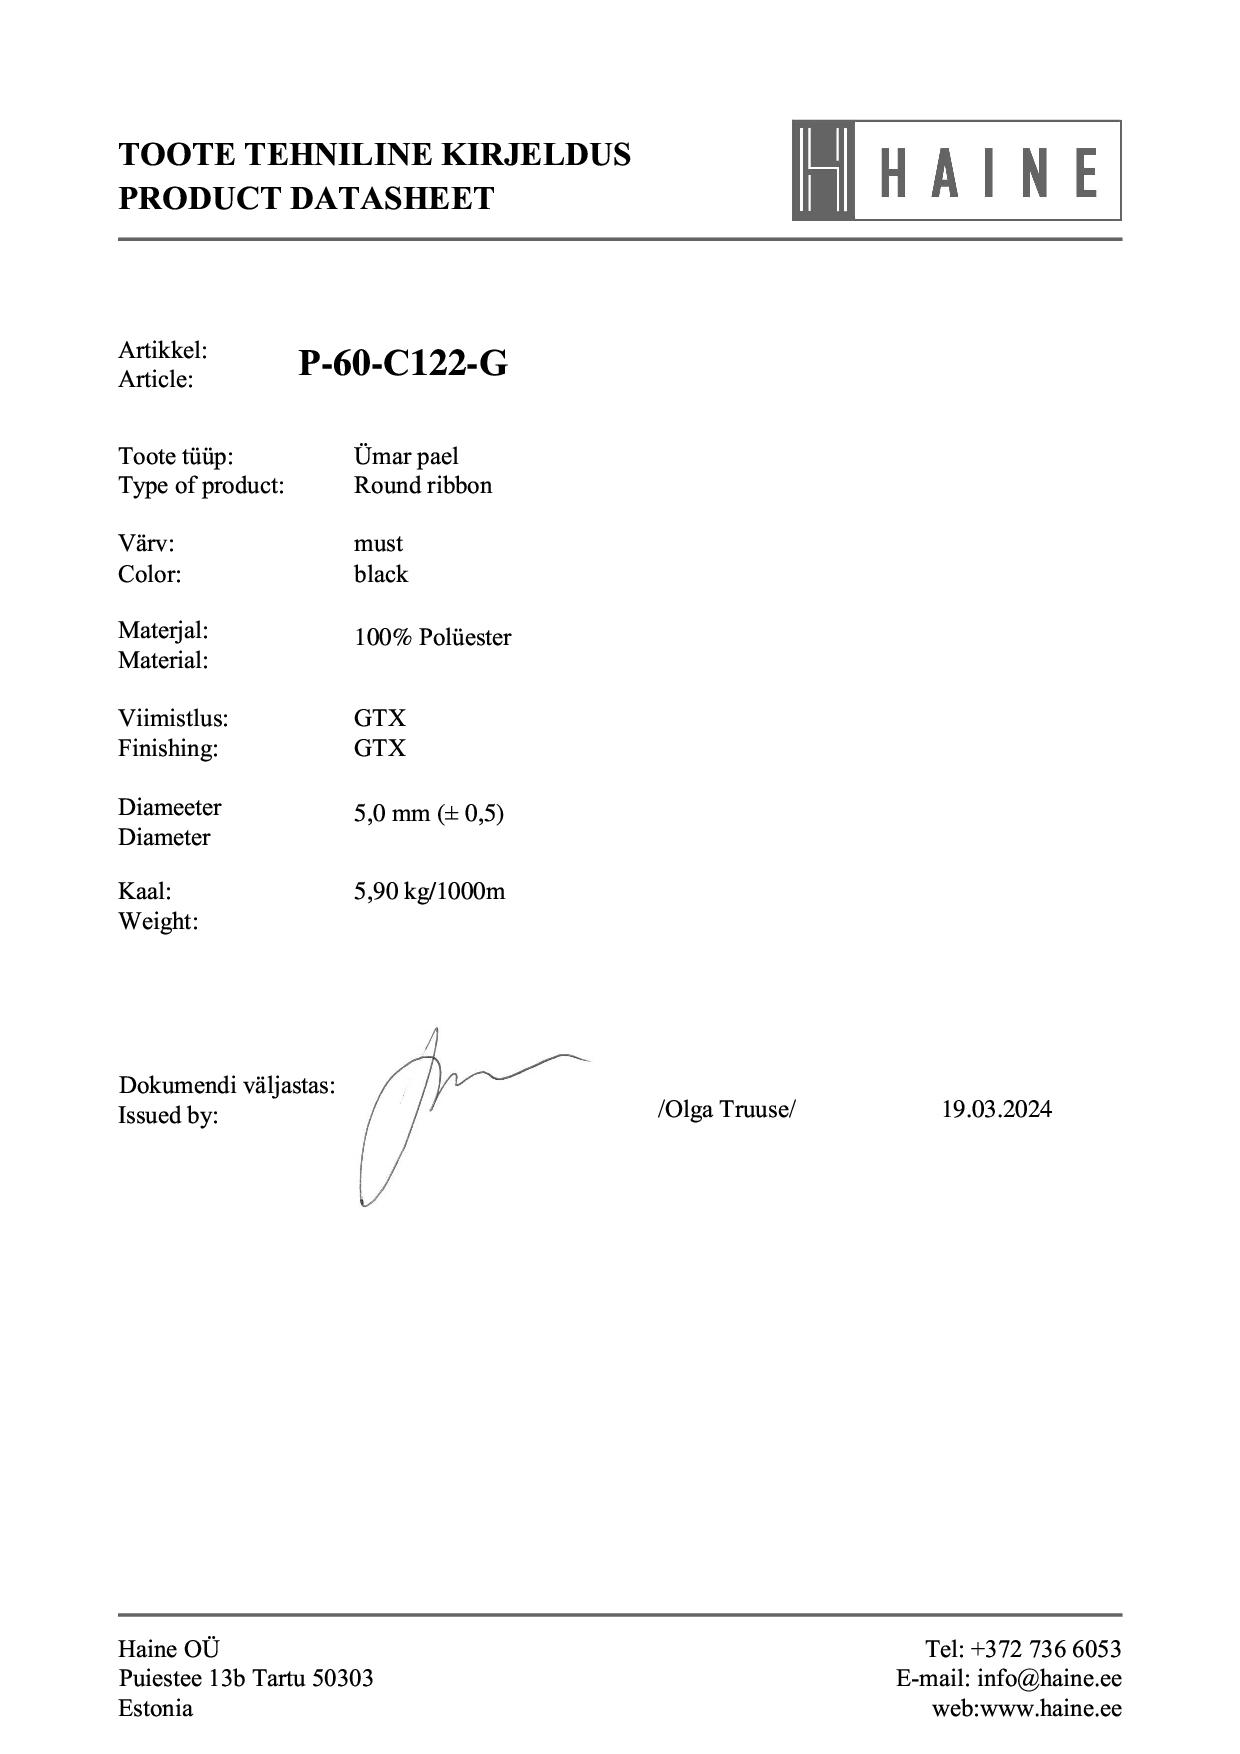 TOOTE TEHNILINE KIRJELDUS
PRODUCT DATASHEET
HAINE
Artikkel:
Article:
P-60-C122-G
Toote tüüp:
Ümar pael
Type of product:
Round ribbon
Värv:
must
Color:
black
Materjal:
Material:
100% Polüester
Viimistlus:
GTX
Finishing:
GTX
Diameeter
Diameter
5,0 mm (± 0,5)
Kaal:
5,90 kg/1000m
Weight:
Dokumendi väljastas:
Issued by:
/Olga Truuse/
19.03.2024
Haine OÜ
Puiestee 13b Tartu 50303
Estonia
Tel: +372 736 6053
E-mail: info@haine.ee
web:www.haine.ee